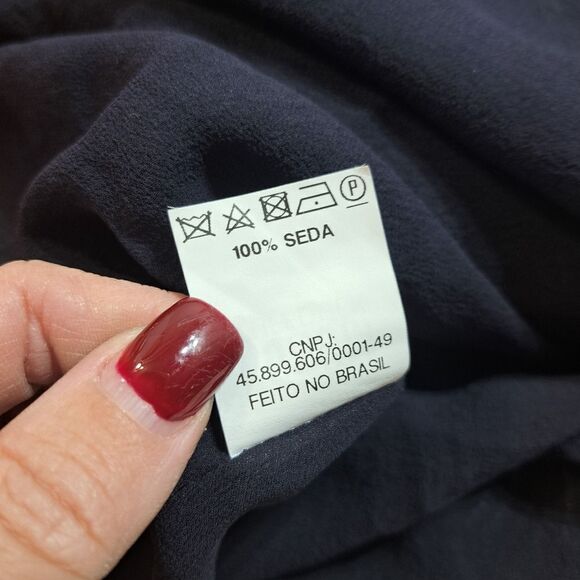 P
100% SEDA
CNPJ:
45.899.606/0001-49
FEITO NO BRASIL